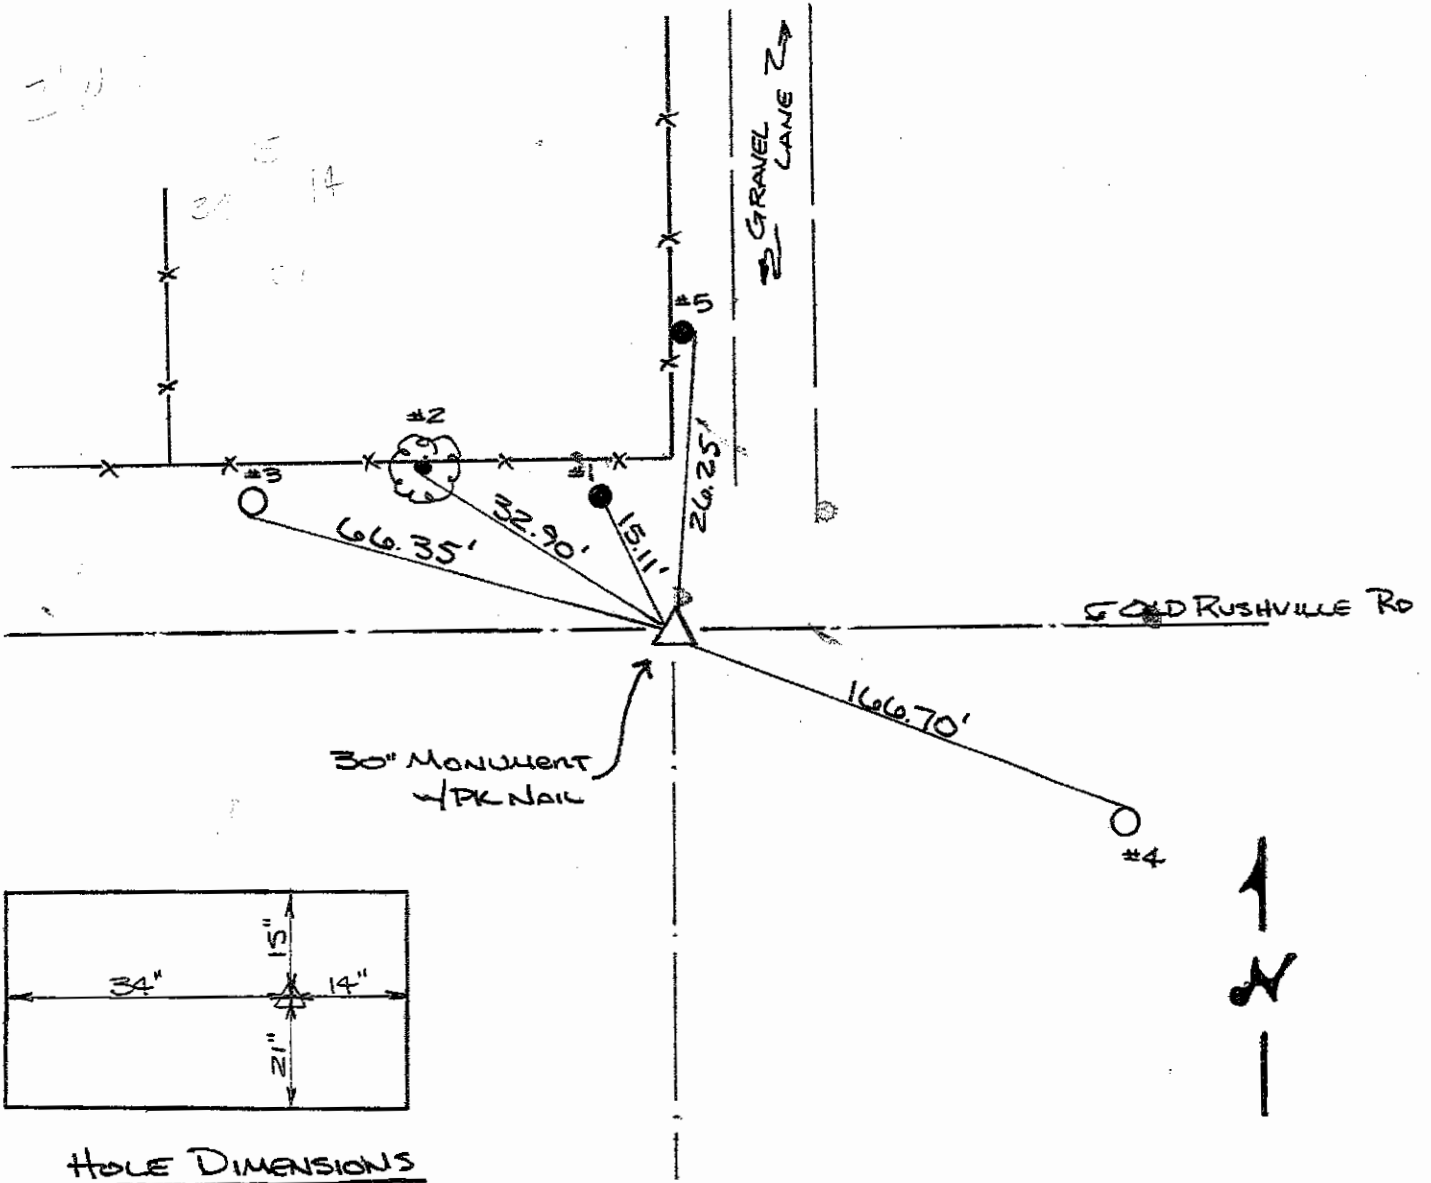 GRAVEL
LANE
#5
#2
#3
#1
66.35'
32.90'
15.11'
26.25'
OLD RUSHVILLE RD
166.70'
30" MONUMENT
W/PK NAIL
#4
15"
34"
14"
21"
N
HOLE DIMENSIONS
14